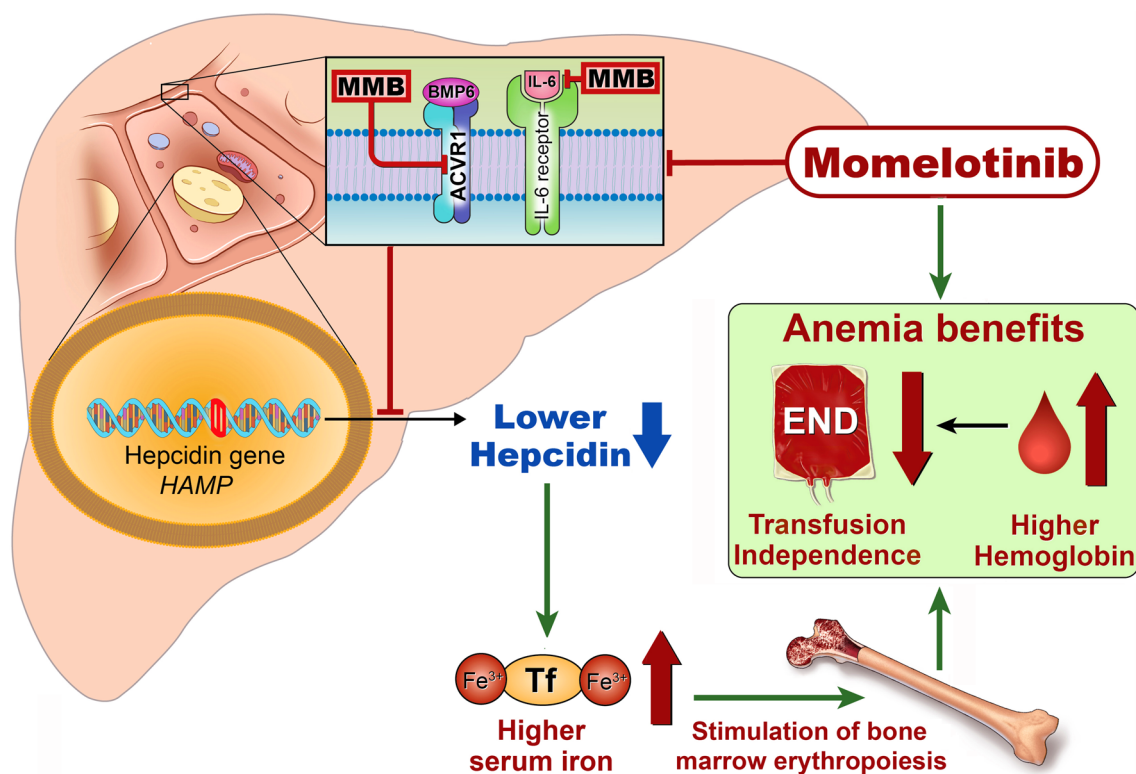 MMB
BMP6
ACVR1
IL-6
MMB
IL-6 receptor
Momelotinib
Hepcidin gene
HAMP
Lower
Hepcidin
Anemia benefits
END
Transfusion
Independence
Higher
Hemoglobin
Fe³⁺
Tf
Fe³⁺
Higher
serum iron
Stimulation of bone
marrow erythropoiesis